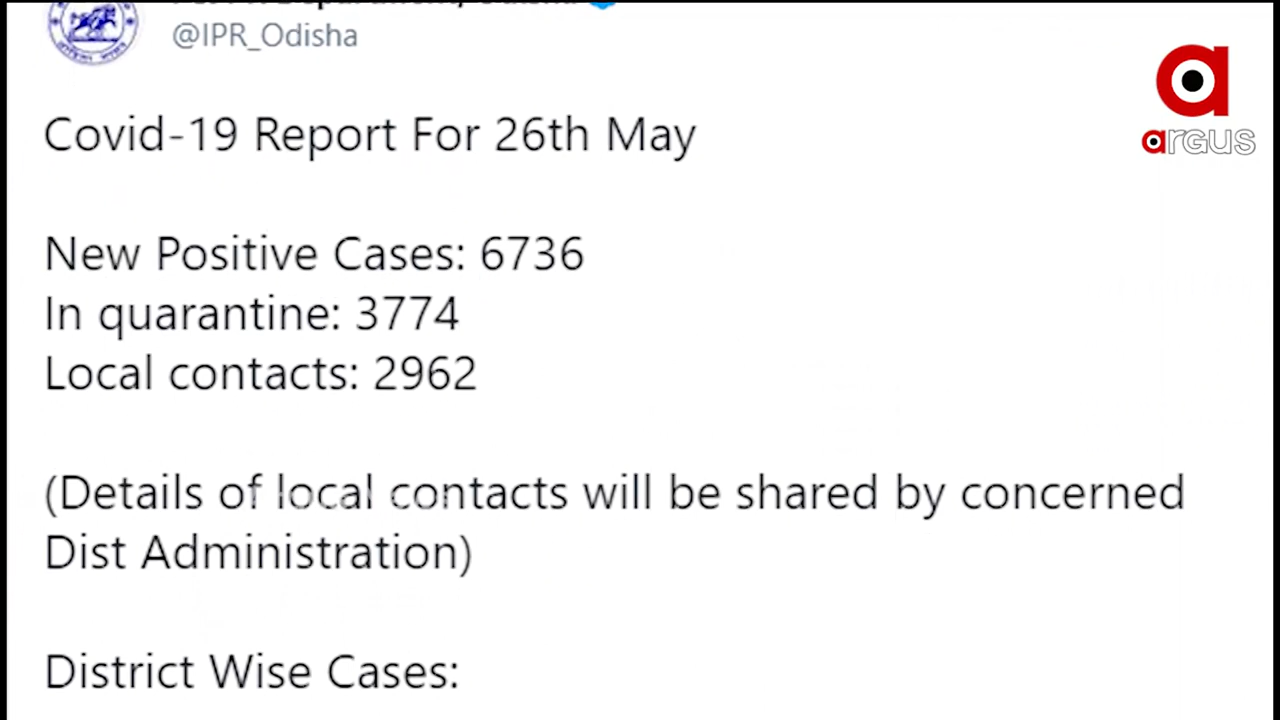 @IPR_Odisha
argus
Covid-19 Report For 26th May
New Positive Cases: 6736
In quarantine: 3774
Local contacts: 2962
(Details of local contacts will be shared by concerned
Dist Administration)
District Wise Cases: